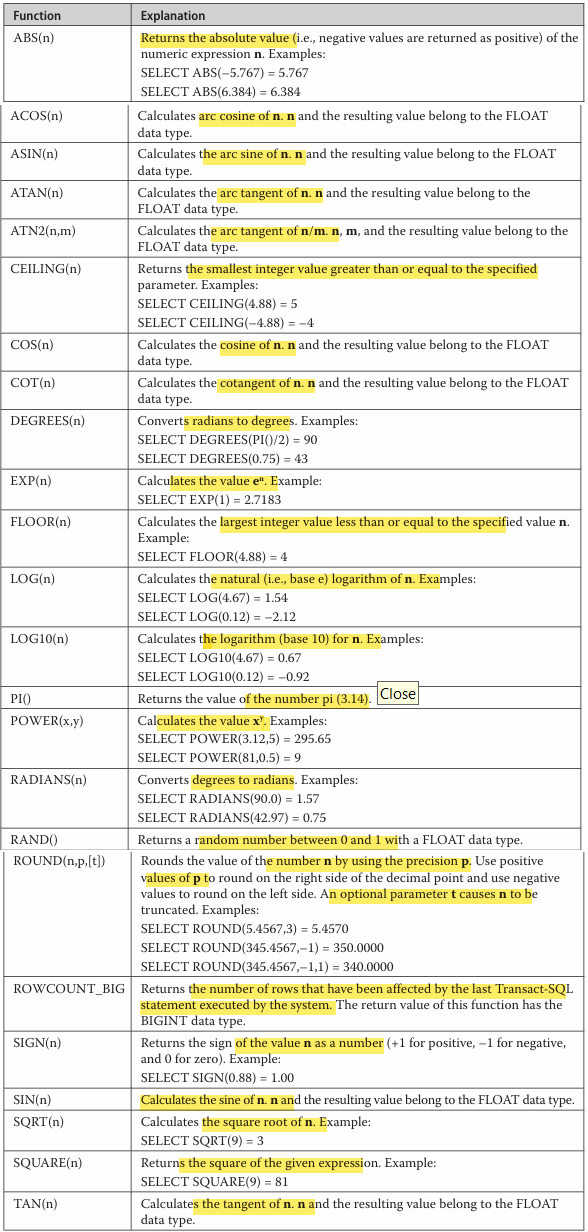 Function Explanation
ABS(n) Returns the absolute value (i.e., negative values are returned as positive) of the
numeric expression n. Examples:
SELECT ABS(−5.767) = 5.767
SELECT ABS(6.384) = 6.384
ACOS(n) Calculates arc cosine of n. n and the resulting value belong to the FLOAT
data type.
ASIN(n) Calculates the arc sine of n. n and the resulting value belong to the FLOAT
data type.
ATAN(n) Calculates the arc tangent of n. n and the resulting value belong to the
FLOAT data type.
ATN2(n,m) Calculates the arc tangent of n/m. n, m, and the resulting value belong to the
FLOAT data type.
CEILING(n) Returns the smallest integer value greater than or equal to the specified
parameter. Examples:
SELECT CEILING(4.88) = 5
SELECT CEILING(−4.88) = −4
COS(n) Calculates the cosine of n. n and the resulting value belong to the FLOAT
data type.
COT(n) Calculates the cotangent of n. n and the resulting value belong to the FLOAT
data type.
DEGREES(n) Converts radians to degrees. Examples:
SELECT DEGREES(PI()/2) = 90
SELECT DEGREES(0.75) = 43
EXP(n) Calculates the value eⁿ. Example:
SELECT EXP(1) = 2.7183
FLOOR(n) Calculates the largest integer value less than or equal to the specified value n.
Example:
SELECT FLOOR(4.88) = 4
LOG(n) Calculates the natural (i.e., base e) logarithm of n. Examples:
SELECT LOG(4.67) = 1.54
SELECT LOG(0.12) = −2.12
LOG10(n) Calculates the logarithm (base 10) for n. Examples:
SELECT LOG10(4.67) = 0.67
SELECT LOG10(0.12) = −0.92
PI() Returns the value of the number pi (3.14). Close
POWER(x,y) Calculates the value xʸ. Examples:
SELECT POWER(3.12,5) = 295.65
SELECT POWER(81,0.5) = 9
RADIANS(n) Converts degrees to radians. Examples:
SELECT RADIANS(90.0) = 1.57
SELECT RADIANS(42.97) = 0.75
RAND() Returns a random number between 0 and 1 with a FLOAT data type.
ROUND(n,p,[t]) Rounds the value of the number n by using the precision p. Use positive
values of p to round on the right side of the decimal point and use negative
values to round on the left side. An optional parameter t causes n to be
truncated. Examples:
SELECT ROUND(5.4567,3) = 5.4570
SELECT ROUND(345.4567,−1) = 350.0000
SELECT ROUND(345.4567,−1,1) = 340.0000
ROWCOUNT_BIG Returns the number of rows that have been affected by the last Transact-SQL
statement executed by the system. The return value of this function has the
BIGINT data type.
SIGN(n) Returns the sign of the value n as a number (+1 for positive, −1 for negative,
and 0 for zero). Example:
SELECT SIGN(0.88) = 1.00
SIN(n) Calculates the sine of n. n and the resulting value belong to the FLOAT data type.
SQRT(n) Calculates the square root of n. Example:
SELECT SQRT(9) = 3
SQUARE(n) Returns the square of the given expression. Example:
SELECT SQUARE(9) = 81
TAN(n) Calculates the tangent of n. n and the resulting value belong to the FLOAT
data type.